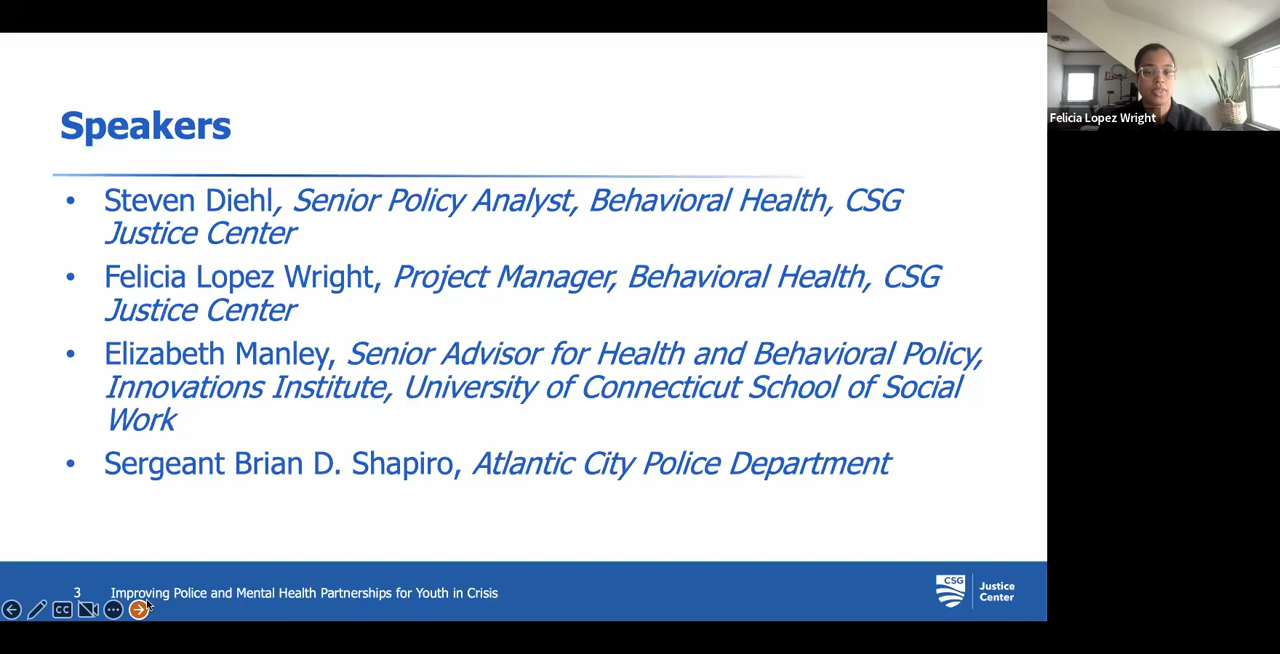 Speakers
• Steven Diehl, Senior Policy Analyst, Behavioral Health, CSG
Justice Center
• Felicia Lopez Wright, Project Manager, Behavioral Health, CSG
Justice Center
• Elizabeth Manley, Senior Advisor for Health and Behavioral Policy,
Innovations Institute, University of Connecticut School of Social
Work
• Sergeant Brian D. Shapiro, Atlantic City Police Department
3 Improving Police and Mental Health Partnerships for Youth in Crisis
CC
CSG
Justice
Center
Felicia Lopez Wright